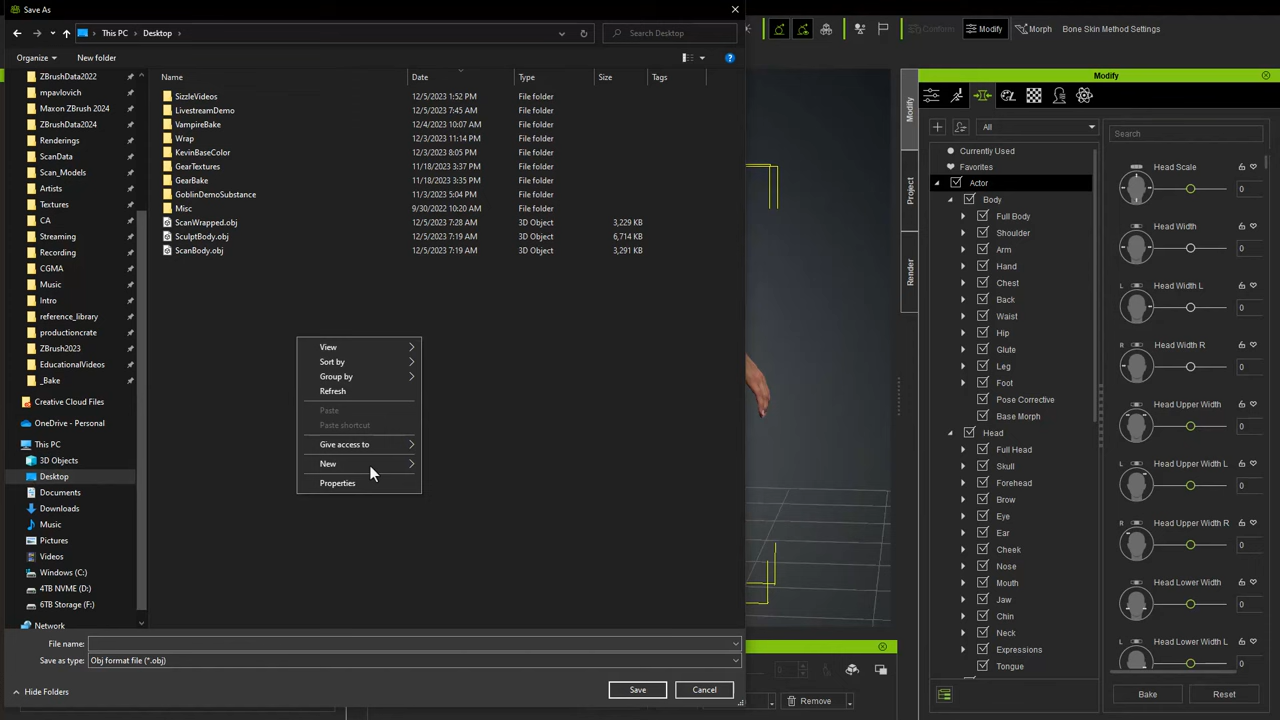 Save As
This PC > Desktop >
Search Desktop
Confirm
Modify
Morph
Bone Skin Method Settings
Organize
New folder
Name
Date
Type
Size
Tags
ZBrushData2022
mpavlovich
Maxon ZBrush 2024
ZBrushData2024
Renderings
ScanData
Scan_Models
Artists
Textures
CA
Streaming
Recording
CGMA
Music
Intro
reference_library
productioncrate
ZBrush2023
EducationalVideos
_Bake
Creative Cloud Files
OneDrive - Personal
This PC
3D Objects
Desktop
Documents
Downloads
Music
Pictures
Videos
Windows (C:)
4TB NVME (D:)
6TB Storage (F:)
Network
SizzleVideos 12/5/2023 1:52 PM File folder
LivestreamDemo 12/5/2023 7:45 AM File folder
VampireBake 12/4/2023 10:07 AM File folder
Wrap 12/3/2023 11:14 PM File folder
KevinBaseColor 12/3/2023 8:05 PM File folder
GearTextures 11/18/2023 3:37 PM File folder
GearBake 11/18/2023 3:35 PM File folder
GoblinDemoSubstance 11/3/2023 5:04 PM File folder
Misc 9/30/2022 10:20 AM File folder
ScanWrapped.obj 12/5/2023 7:28 AM 3D Object 3,229 KB
SculptBody.obj 12/5/2023 7:19 AM 3D Object 6,714 KB
ScanBody.obj 12/5/2023 7:19 AM 3D Object 3,291 KB
View
Sort by
Group by
Refresh
Paste
Paste shortcut
Give access to
New
Properties
File name:
Save as type: Obj format file (*.obj)
Hide Folders
Save
Cancel
Modify
Project
Render
Modify
All
Search
Currently Used
Favorites
Actor
Body
Full Body
Shoulder
Arm
Hand
Chest
Back
Waist
Hip
Glute
Leg
Foot
Pose Corrective
Base Morph
Head
Full Head
Skull
Forehead
Brow
Eye
Ear
Cheek
Nose
Mouth
Jaw
Chin
Neck
Expressions
Tongue
Head Scale
0
Head Width
0
L Head Width L
0
R Head Width R
0
Head Upper Width
0
L Head Upper Width L
0
R Head Upper Width R
0
Head Lower Width
0
L Head Lower Width L
0
0
Remove
Bake
Reset